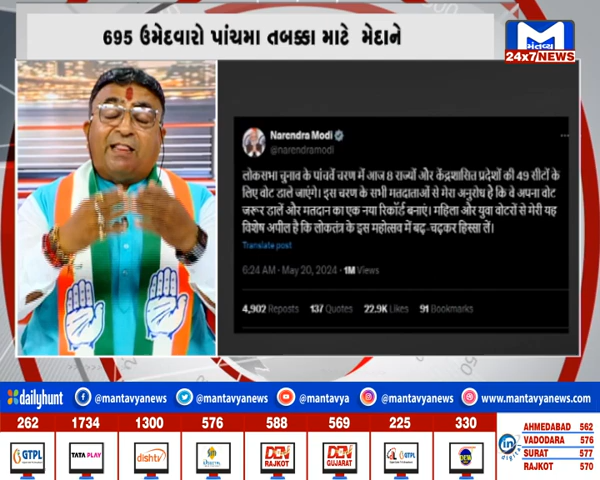 695 ઉમેદવારો પાંચમા તબક્કા માટે મેદાને
મંતવ્ય
24x7NEWS
Narendra Modi
@narendramodi
लोकसभा चुनाव के पांचवें चरण में आज 8 राज्यों और केंद्रशासित प्रदेशों की 49 सीटों के
लिए वोट डाले जाएंगे। इस चरण के सभी मतदाताओं से मेरा अनुरोध है कि वे अपना वोट
जरूर डालें और मतदान का एक नया रिकॉर्ड बनाएं। महिला और युवा वोटरों से मेरी यह
विशेष अपील है कि लोकतंत्र के इस महोत्सव में बढ़-चढ़कर हिस्सा लें।
Translate post
6:24 AM · May 20, 2024 · 1M Views
4,902 Reposts 137 Quotes 22.9K Likes 91 Bookmarks
dailyhunt @mantavyanews @mantavyanews @mantavya @mantavyanews www.mantavyanews.com
262 1734 1300 576 588 569 225 330
GTPL TATA PLAY dishtv DEN RAJKOT DEN GUJARAT GTPL DEW
in digital
AHMEDABAD 562
VADODARA 576
SURAT 577
RAJKOT 570